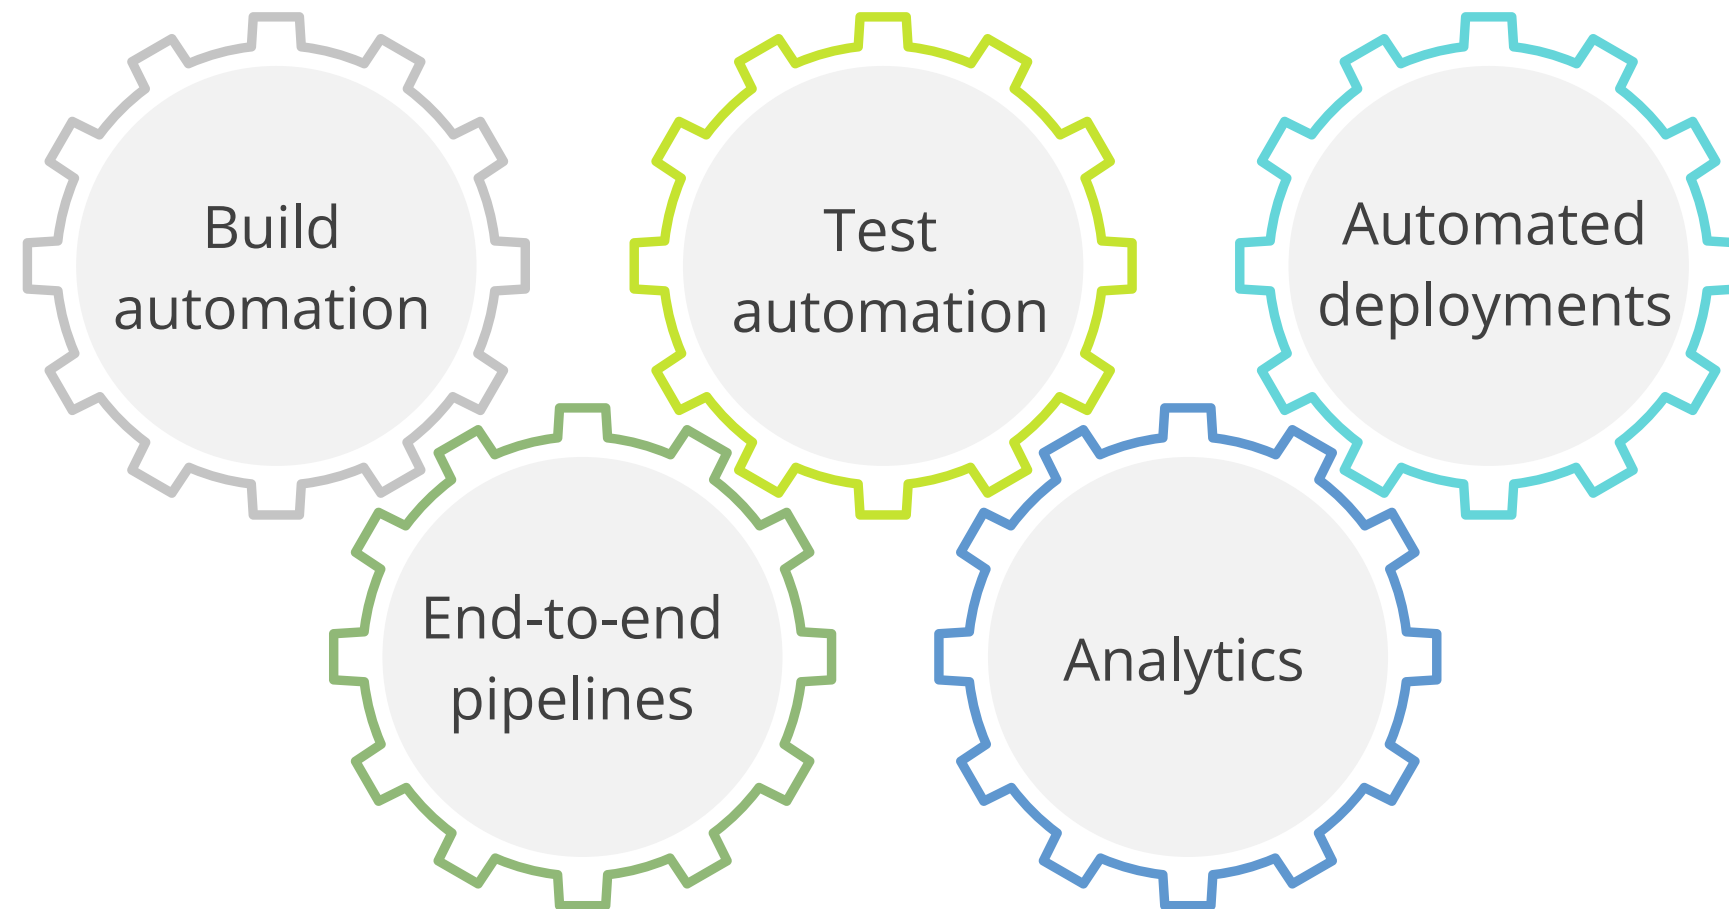 Build
automation
Test
automation
Automated
deployments
End-to-end
pipelines
Analytics